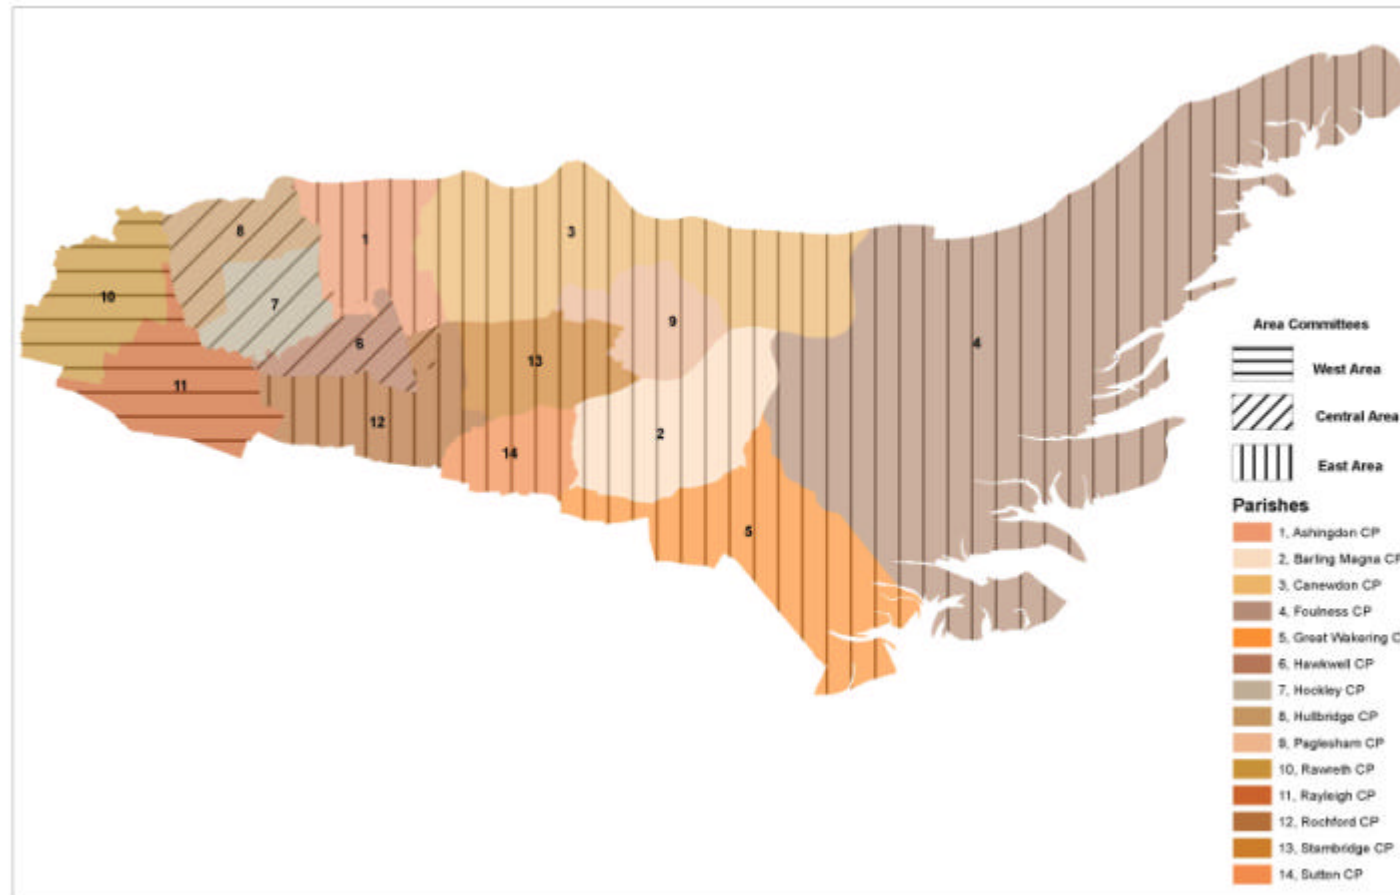 8
1
3
10
7
9
6
4
13
11
12
2
14
5
Area Committees
West Area
Central Area
East Area
Parishes
1, Ashingdon CP
2, Barling Magna CP
3, Canewdon CP
4, Foulness CP
5, Great Wakering C
6, Hawkwell CP
7, Hockley CP
8, Hullbridge CP
9, Paglesham CP
10, Rawreth CP
11, Rayleigh CP
12, Rochford CP
13, Stambridge CP
14, Sutton CP